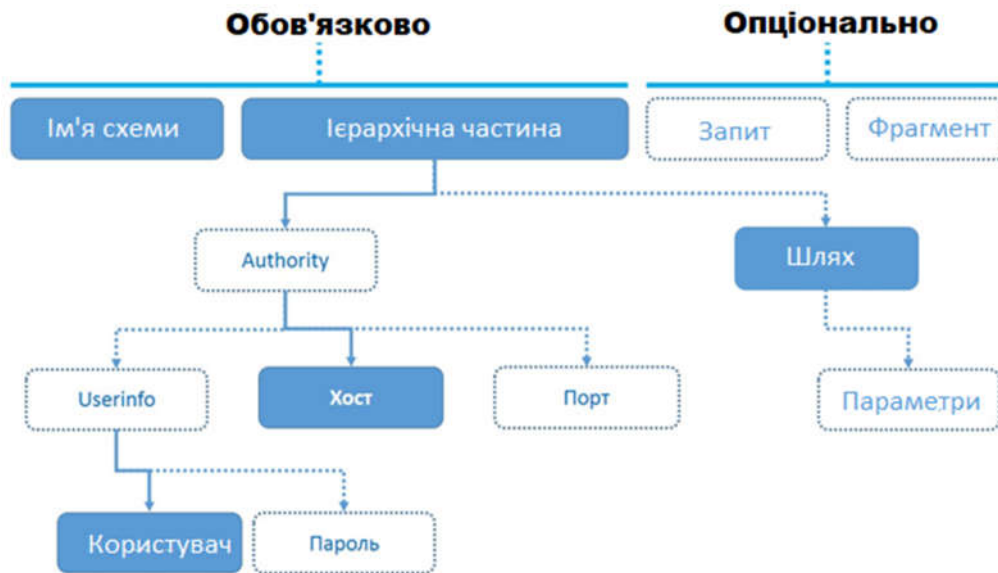 Обов'язково
Опціонально
Ім'я схеми
Ієрархічна частина
Запит
Фрагмент
Authority
Шлях
Userinfo
Хост
Порт
Параметри
Користувач
Пароль